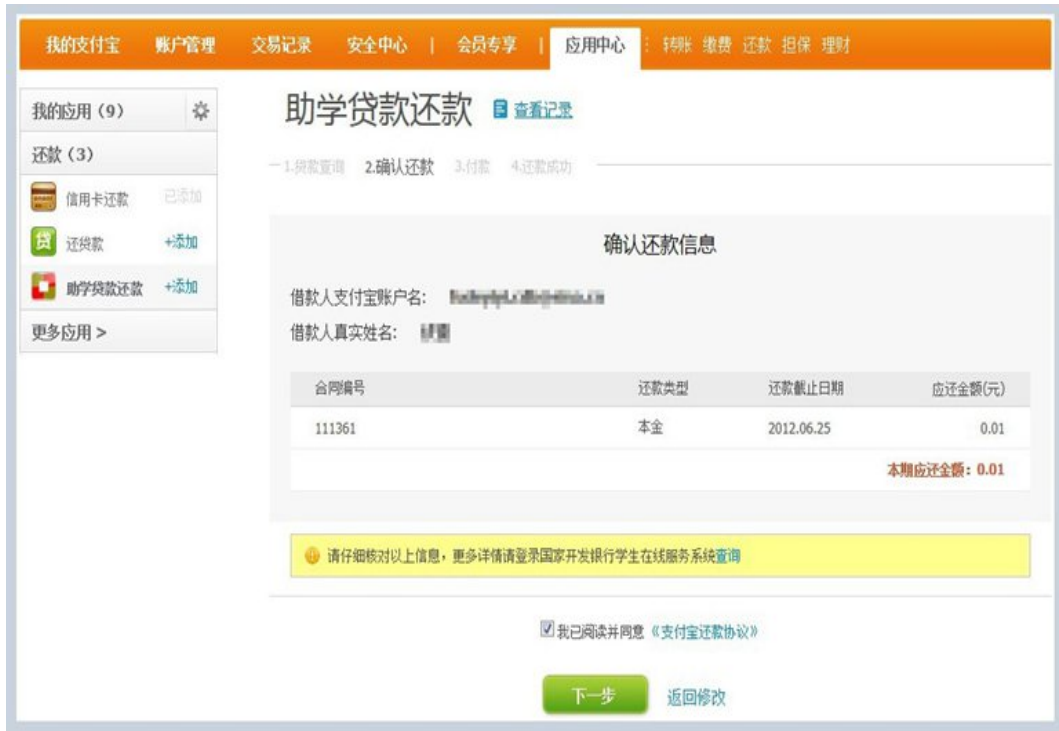 我的支付宝 账户管理 交易记录 安全中心 | 会员专享 | 应用中心 转账 缴费 还款 担保 理财
我的应用（9）
还款（3）
信用卡还款 已添加
还贷款 +添加
助学贷款还款 +添加
更多应用 >
助学贷款还款 查看记录
1.贷款查询 2.确认还款 3.付款 4.还款成功
确认还款信息
借款人支付宝账户名：
借款人真实姓名：
合同编号 还款类型 还款截止日期 应还金额(元)
111361 本金 2012.06.25 0.01
本期应还金额：0.01
请仔细核对以上信息，更多详情请登录国家开发银行学生在线服务系统查询
我已阅读并同意《支付宝还款协议》
下一步 返回修改